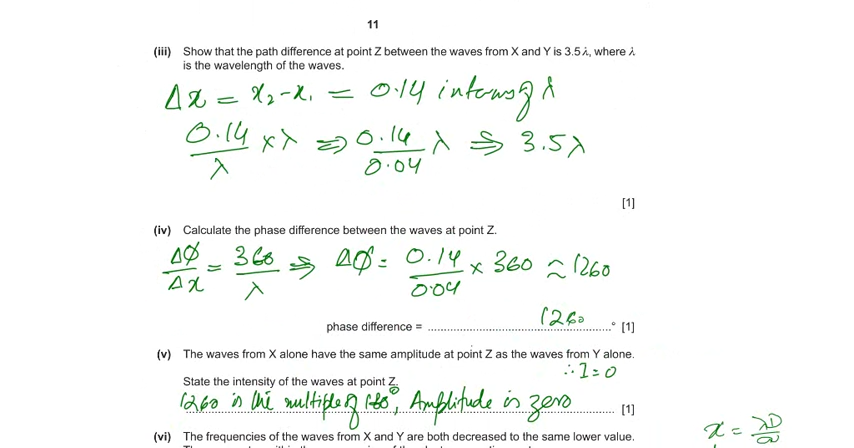 11
(iii) Show that the path difference at point Z between the waves from X and Y is 3.5λ, where λ
is the wavelength of the waves.
Δx = x₂-x₁ = 0.14 in terms of λ
0.14/λ × λ ⇒ 0.14/0.04 λ ⇒ 3.5λ
[1]
(iv) Calculate the phase difference between the waves at point Z.
ΔØ/Δx = 360/λ ⇒ ΔØ = 0.14/0.04 × 360 ≈ 1260
phase difference = 1260 ° [1]
(v) The waves from X alone have the same amplitude at point Z as the waves from Y alone.
∴ I = 0
State the intensity of the waves at point Z.
1260 is the multiple of 180°, Amplitude is zero [1]
x = λD/
(vi) The frequencies of the waves from X and Y are both decreased to the same lower value.